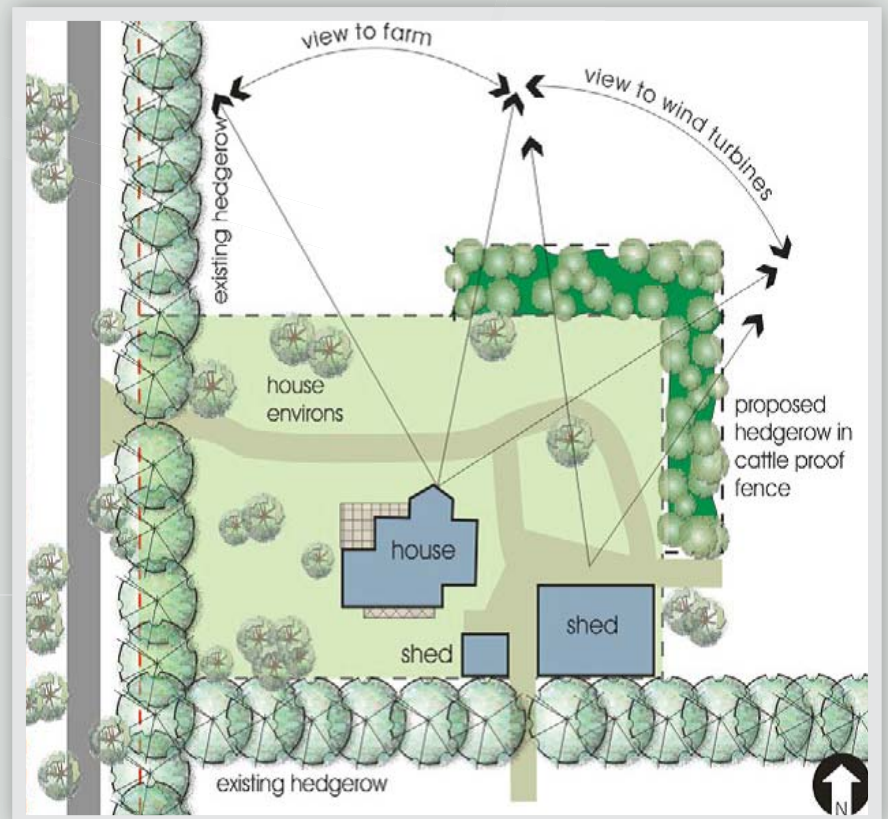 view to farm
view to wind turbines
existing hedgerow
house
environs
proposed
hedgerow in
cattle proof
fence
house
shed
shed
existing hedgerow
N